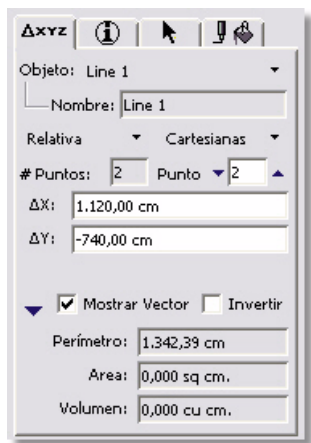 Δxyz
Objeto: Line 1
Nombre: Line 1
Relativa Cartesianas
# Puntos: 2 Punto 2
ΔX: 1.120,00 cm
ΔY: -740,00 cm
Mostrar Vector Invertir
Perímetro: 1.342,39 cm
Area: 0,000 sq cm.
Volumen: 0,000 cu cm.